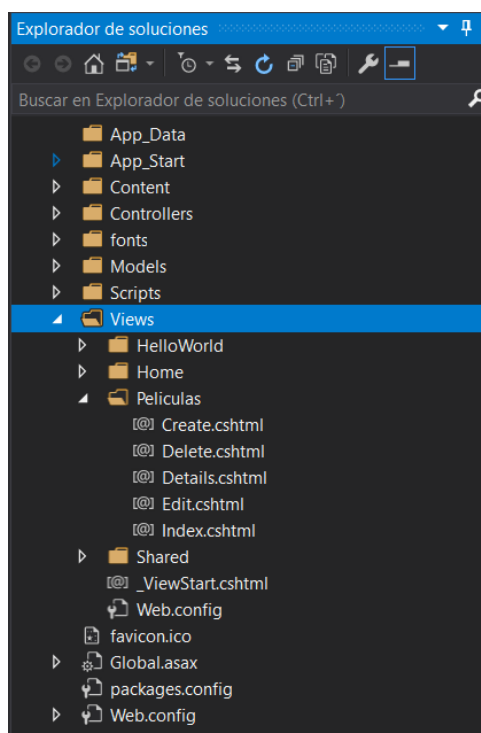 Explorador de soluciones
Buscar en Explorador de soluciones (Ctrl+´)
App_Data
App_Start
Content
Controllers
fonts
Models
Scripts
Views
HelloWorld
Home
Peliculas
[@] Create.cshtml
[@] Delete.cshtml
[@] Details.cshtml
[@] Edit.cshtml
[@] Index.cshtml
Shared
[@] _ViewStart.cshtml
Web.config
favicon.ico
Global.asax
packages.config
Web.config